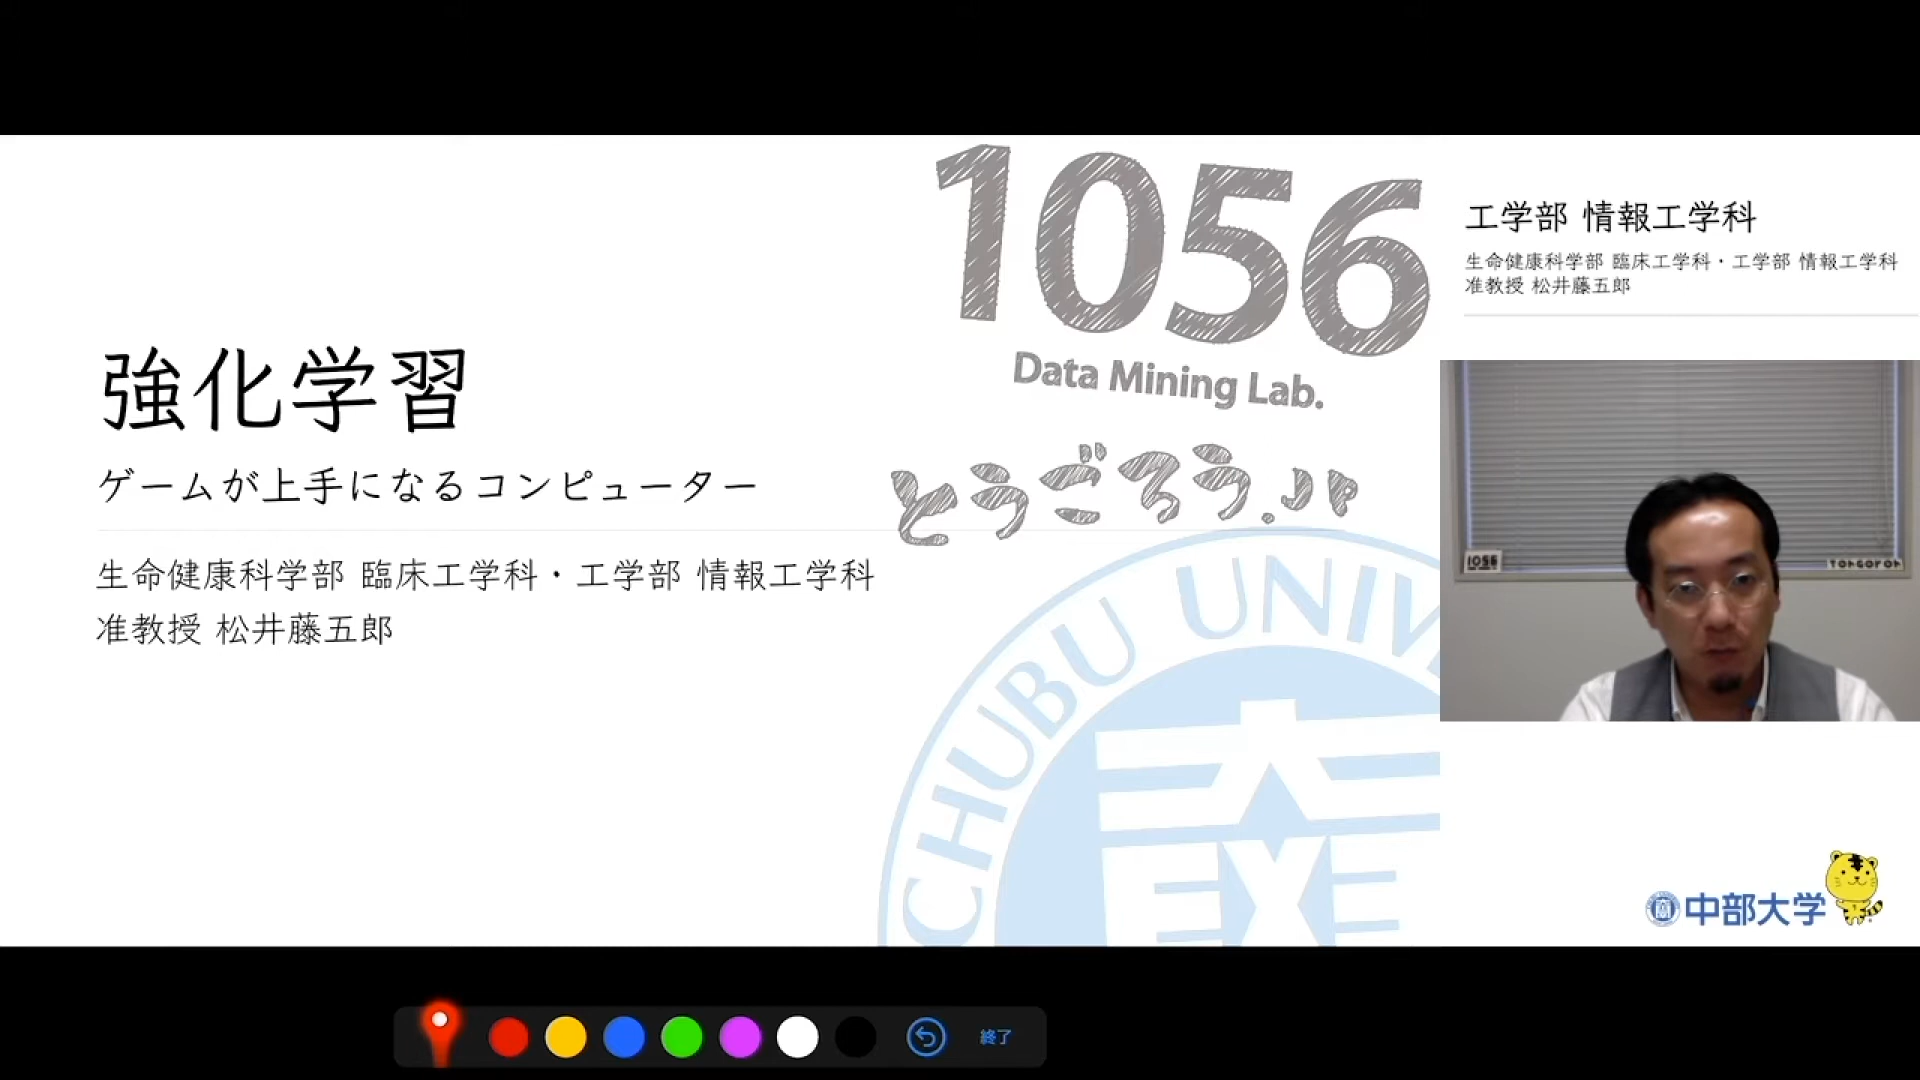 1056
Data Mining Lab.
とうごろう.♪
強化学習
ゲームが上手になるコンピューター
生命健康科学部 臨床工学科・工学部 情報工学科
准教授 松井藤五郎
CHUBU UNIV
工学部 情報工学科
生命健康科学部 臨床工学科・工学部 情報工学科
准教授 松井藤五郎
1056
TOHGOROH
中部大学
終了